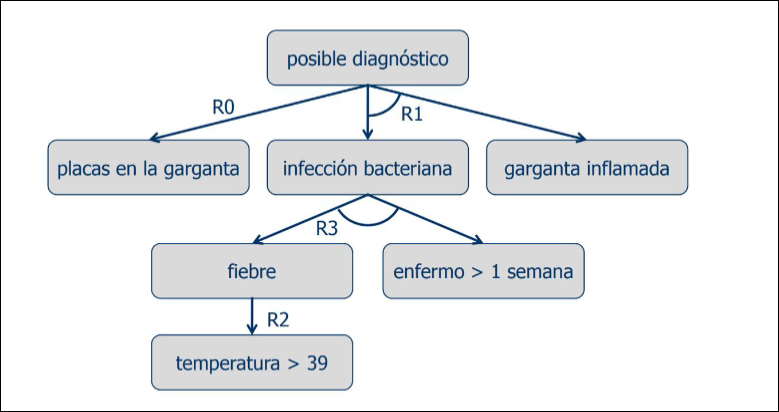 posible diagnóstico
R0
R1
placas en la garganta
infección bacteriana
garganta inflamada
R3
fiebre
enfermo > 1 semana
R2
temperatura > 39